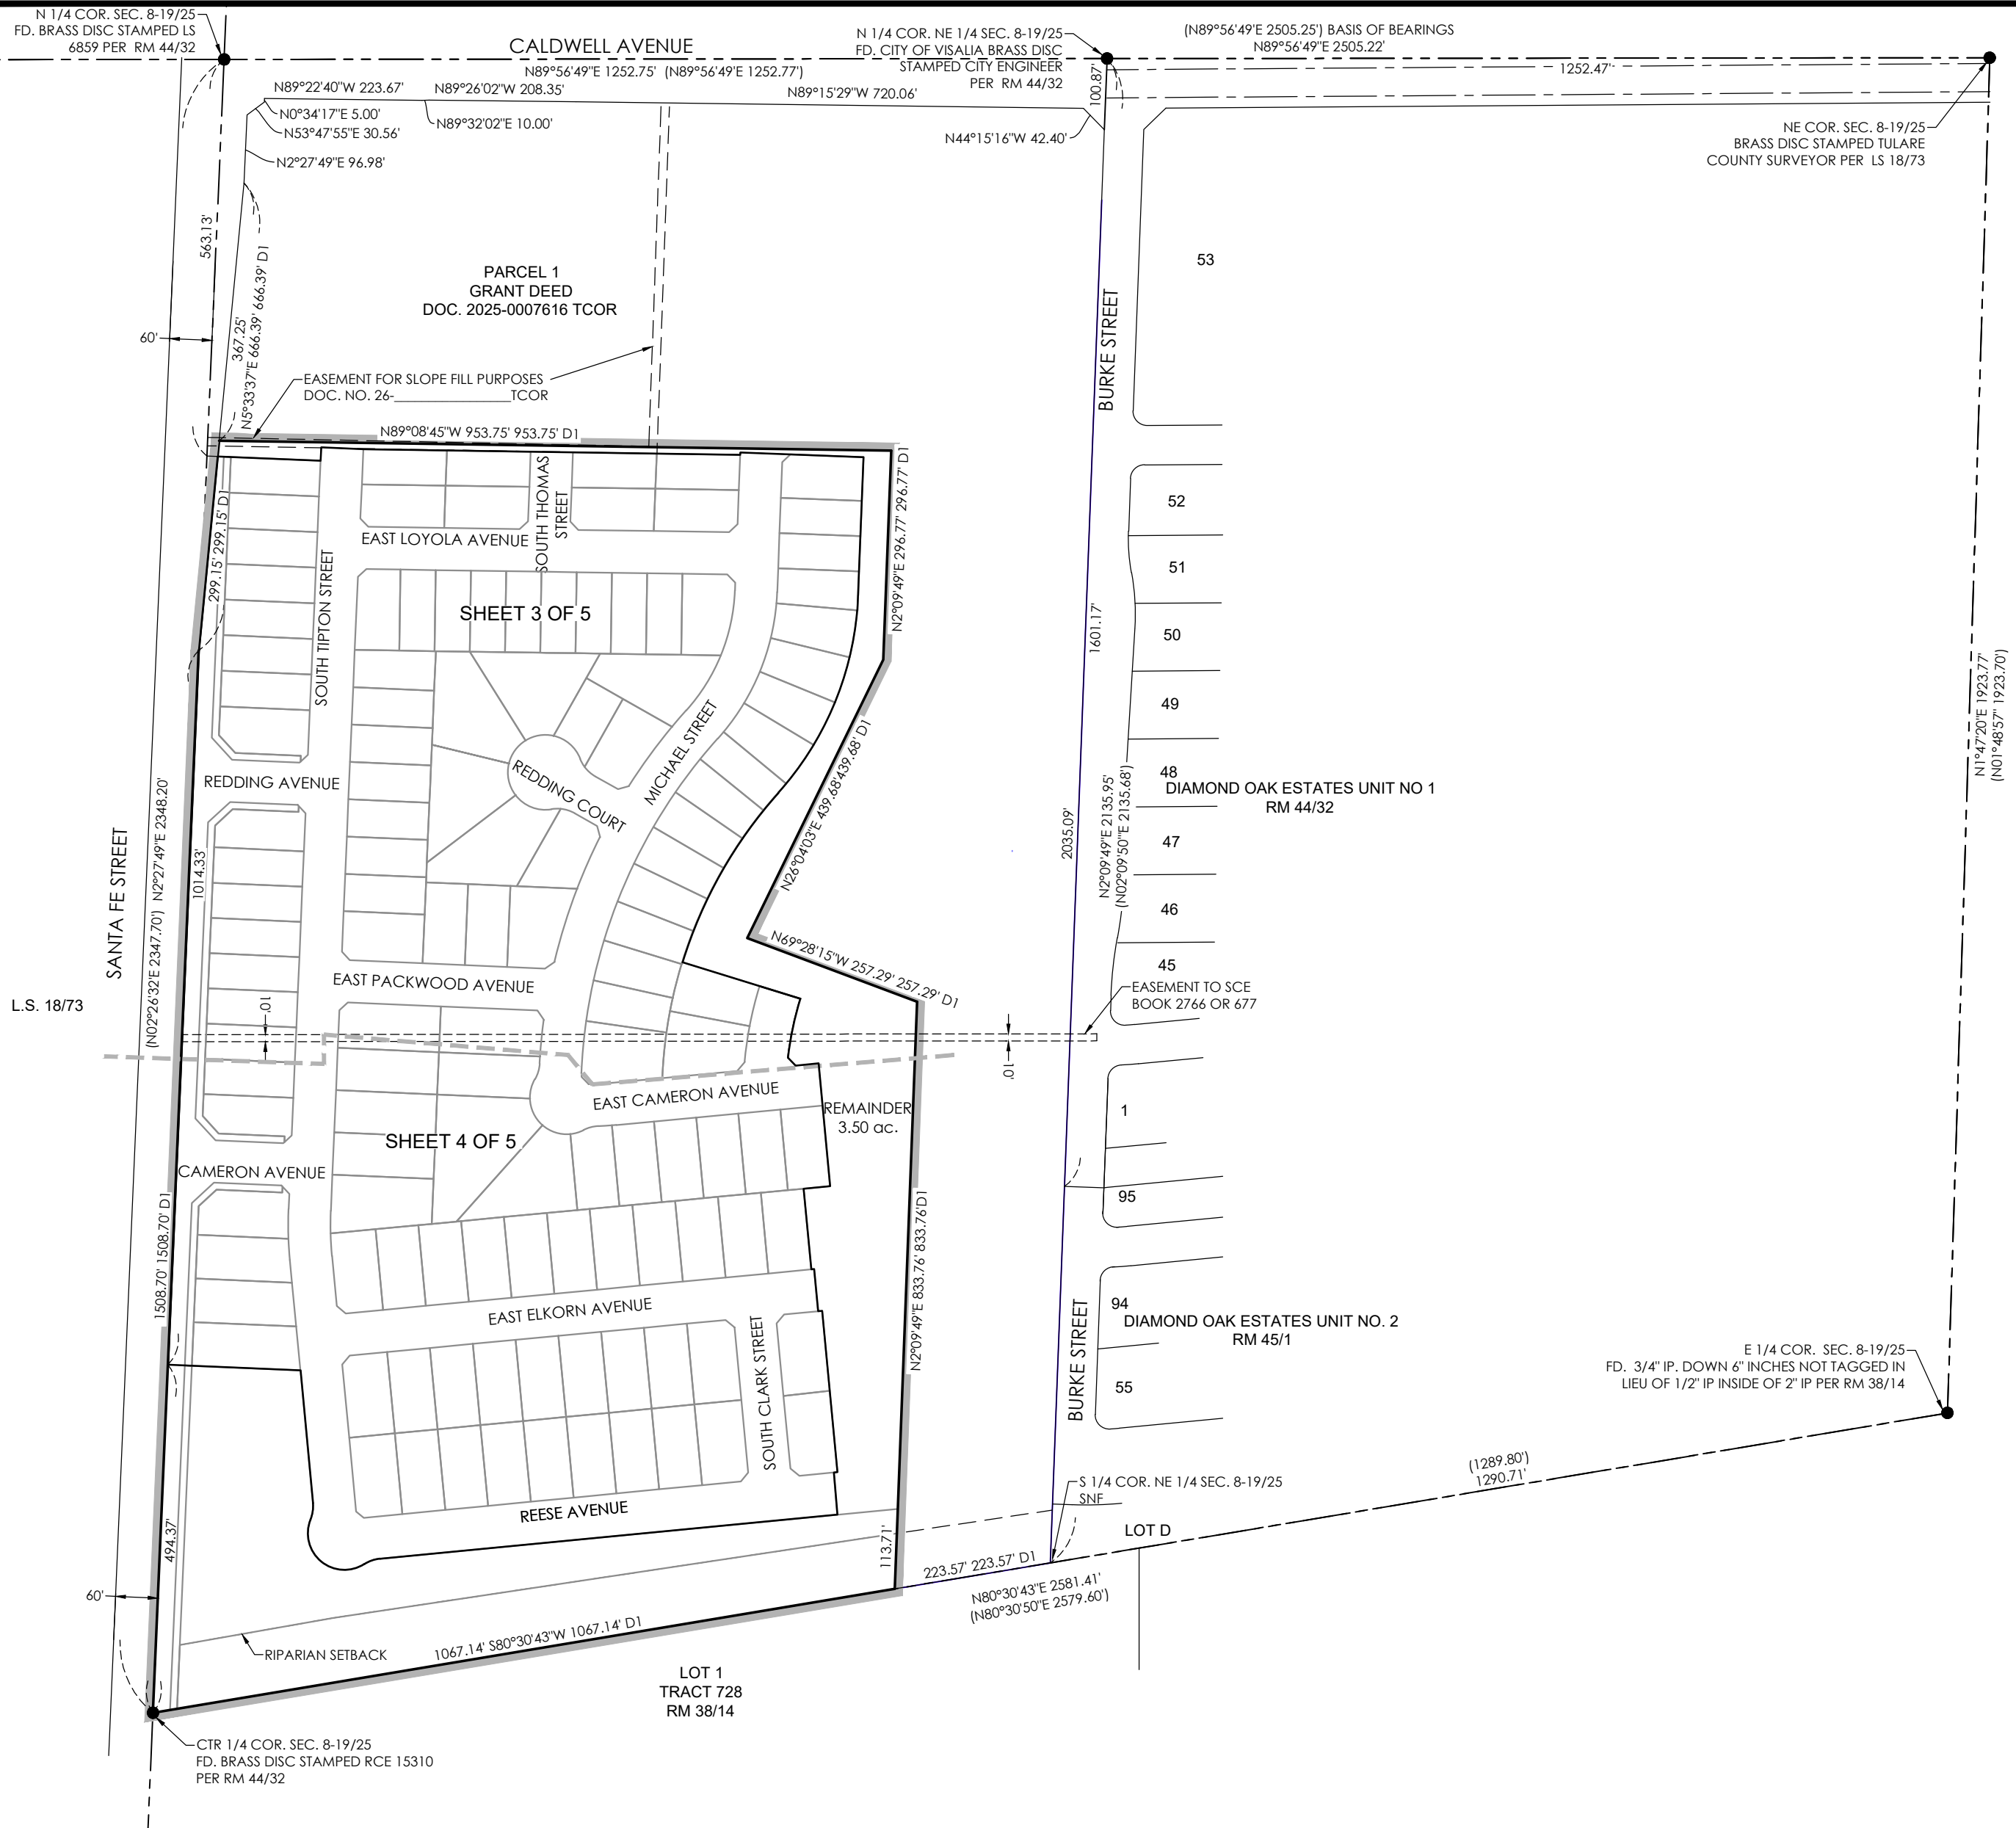 N 1/4 COR. SEC. 8-19/25
FD. BRASS DISC STAMPED LS
6859 PER  RM 44/32
CALDWELL AVENUE
N89°56'49"E 1252.75'  (N89°56'49"E 1252.77')
N 1/4 COR. NE 1/4 SEC. 8-19/25
FD. CITY OF VISALIA BRASS DISC
STAMPED CITY ENGINEER
PER  RM 44/32
(N89°56'49'E 2505.25') BASIS OF BEARINGS
N89°56'49"E 2505.22'
1252.47'
100.87'
N89°22'40"W 223.67'
N89°26'02"W 208.35'
N89°15'29"W 720.06'
N0°34'17"E 5.00'
N53°47'55"E 30.56'
N89°32'02"E 10.00'
N44°15'16"W 42.40'
N2°27'49"E 96.98'
NE COR. SEC. 8-19/25
BRASS DISC STAMPED TULARE
COUNTY SURVEYOR PER  LS 18/73
563.13'
367.25'
N5°33'37"E 666.39' 666.39' D1
60'
PARCEL 1
GRANT DEED
DOC. 2025-0007616 TCOR
EASEMENT FOR SLOPE FILL PURPOSES
DOC. NO. 26-_______________TCOR
N89°08'45"W 953.75' 953.75' D1
BURKE STREET
53
52
51
50
49
48
47
46
45
DIAMOND OAK ESTATES UNIT NO 1
RM 44/32
299.15' 299.15' D1
SOUTH TIPTON STREET
SOUTH THOMAS
STREET
EAST LOYOLA AVENUE
SHEET 3 OF 5
N2°09'49"E 296.77' 296.77' D1
1601.17'
2035.09'
N2°09'49"E 2135.95'
(N02°09'50"E 2135.68')
N1°47'20"E 1923.77'
(N01°48'57" 1923.70')
MICHAEL STREET
REDDING COURT
REDDING AVENUE
N26°04'03"E 439.68'439.68' D1
SANTA FE STREET
(N02°26'32'E 2347.70')  N2°27'49"E 2348.20'
1014.33'
L.S. 18/73
N69°28'15"W 257.29' 257.29' D1
EAST PACKWOOD AVENUE
10'
10'
EASEMENT TO SCE
BOOK 2766 OR 677
EAST CAMERON AVENUE
REMAINDER
3.50 ac.
SHEET 4 OF 5
CAMERON AVENUE
1508.70' 1508.70' D1
1
95
94
55
DIAMOND OAK ESTATES UNIT NO. 2
RM 45/1
EAST ELKORN AVENUE
SOUTH CLARK STREET
N2°09'49"E 833.76' 833.76'D1
BURKE STREET
E 1/4 COR.  SEC. 8-19/25
FD.  3/4" IP. DOWN 6" INCHES NOT TAGGED IN
LIEU OF 1/2" IP INSIDE OF 2" IP PER RM 38/14
REESE AVENUE
S 1/4 COR. NE 1/4 SEC. 8-19/25
SNF
LOT D
(1289.80')
1290.71'
494.37'
113.71'
60'
223.57' 223.57' D1
N80°30'43"E 2581.41'
(N80°30'50"E 2579.60')
RIPARIAN SETBACK
1067.14' S80°30'43"W 1067.14' D1
LOT 1
TRACT 728
RM 38/14
CTR 1/4 COR. SEC. 8-19/25
FD. BRASS DISC STAMPED RCE 15310
PER RM 44/32